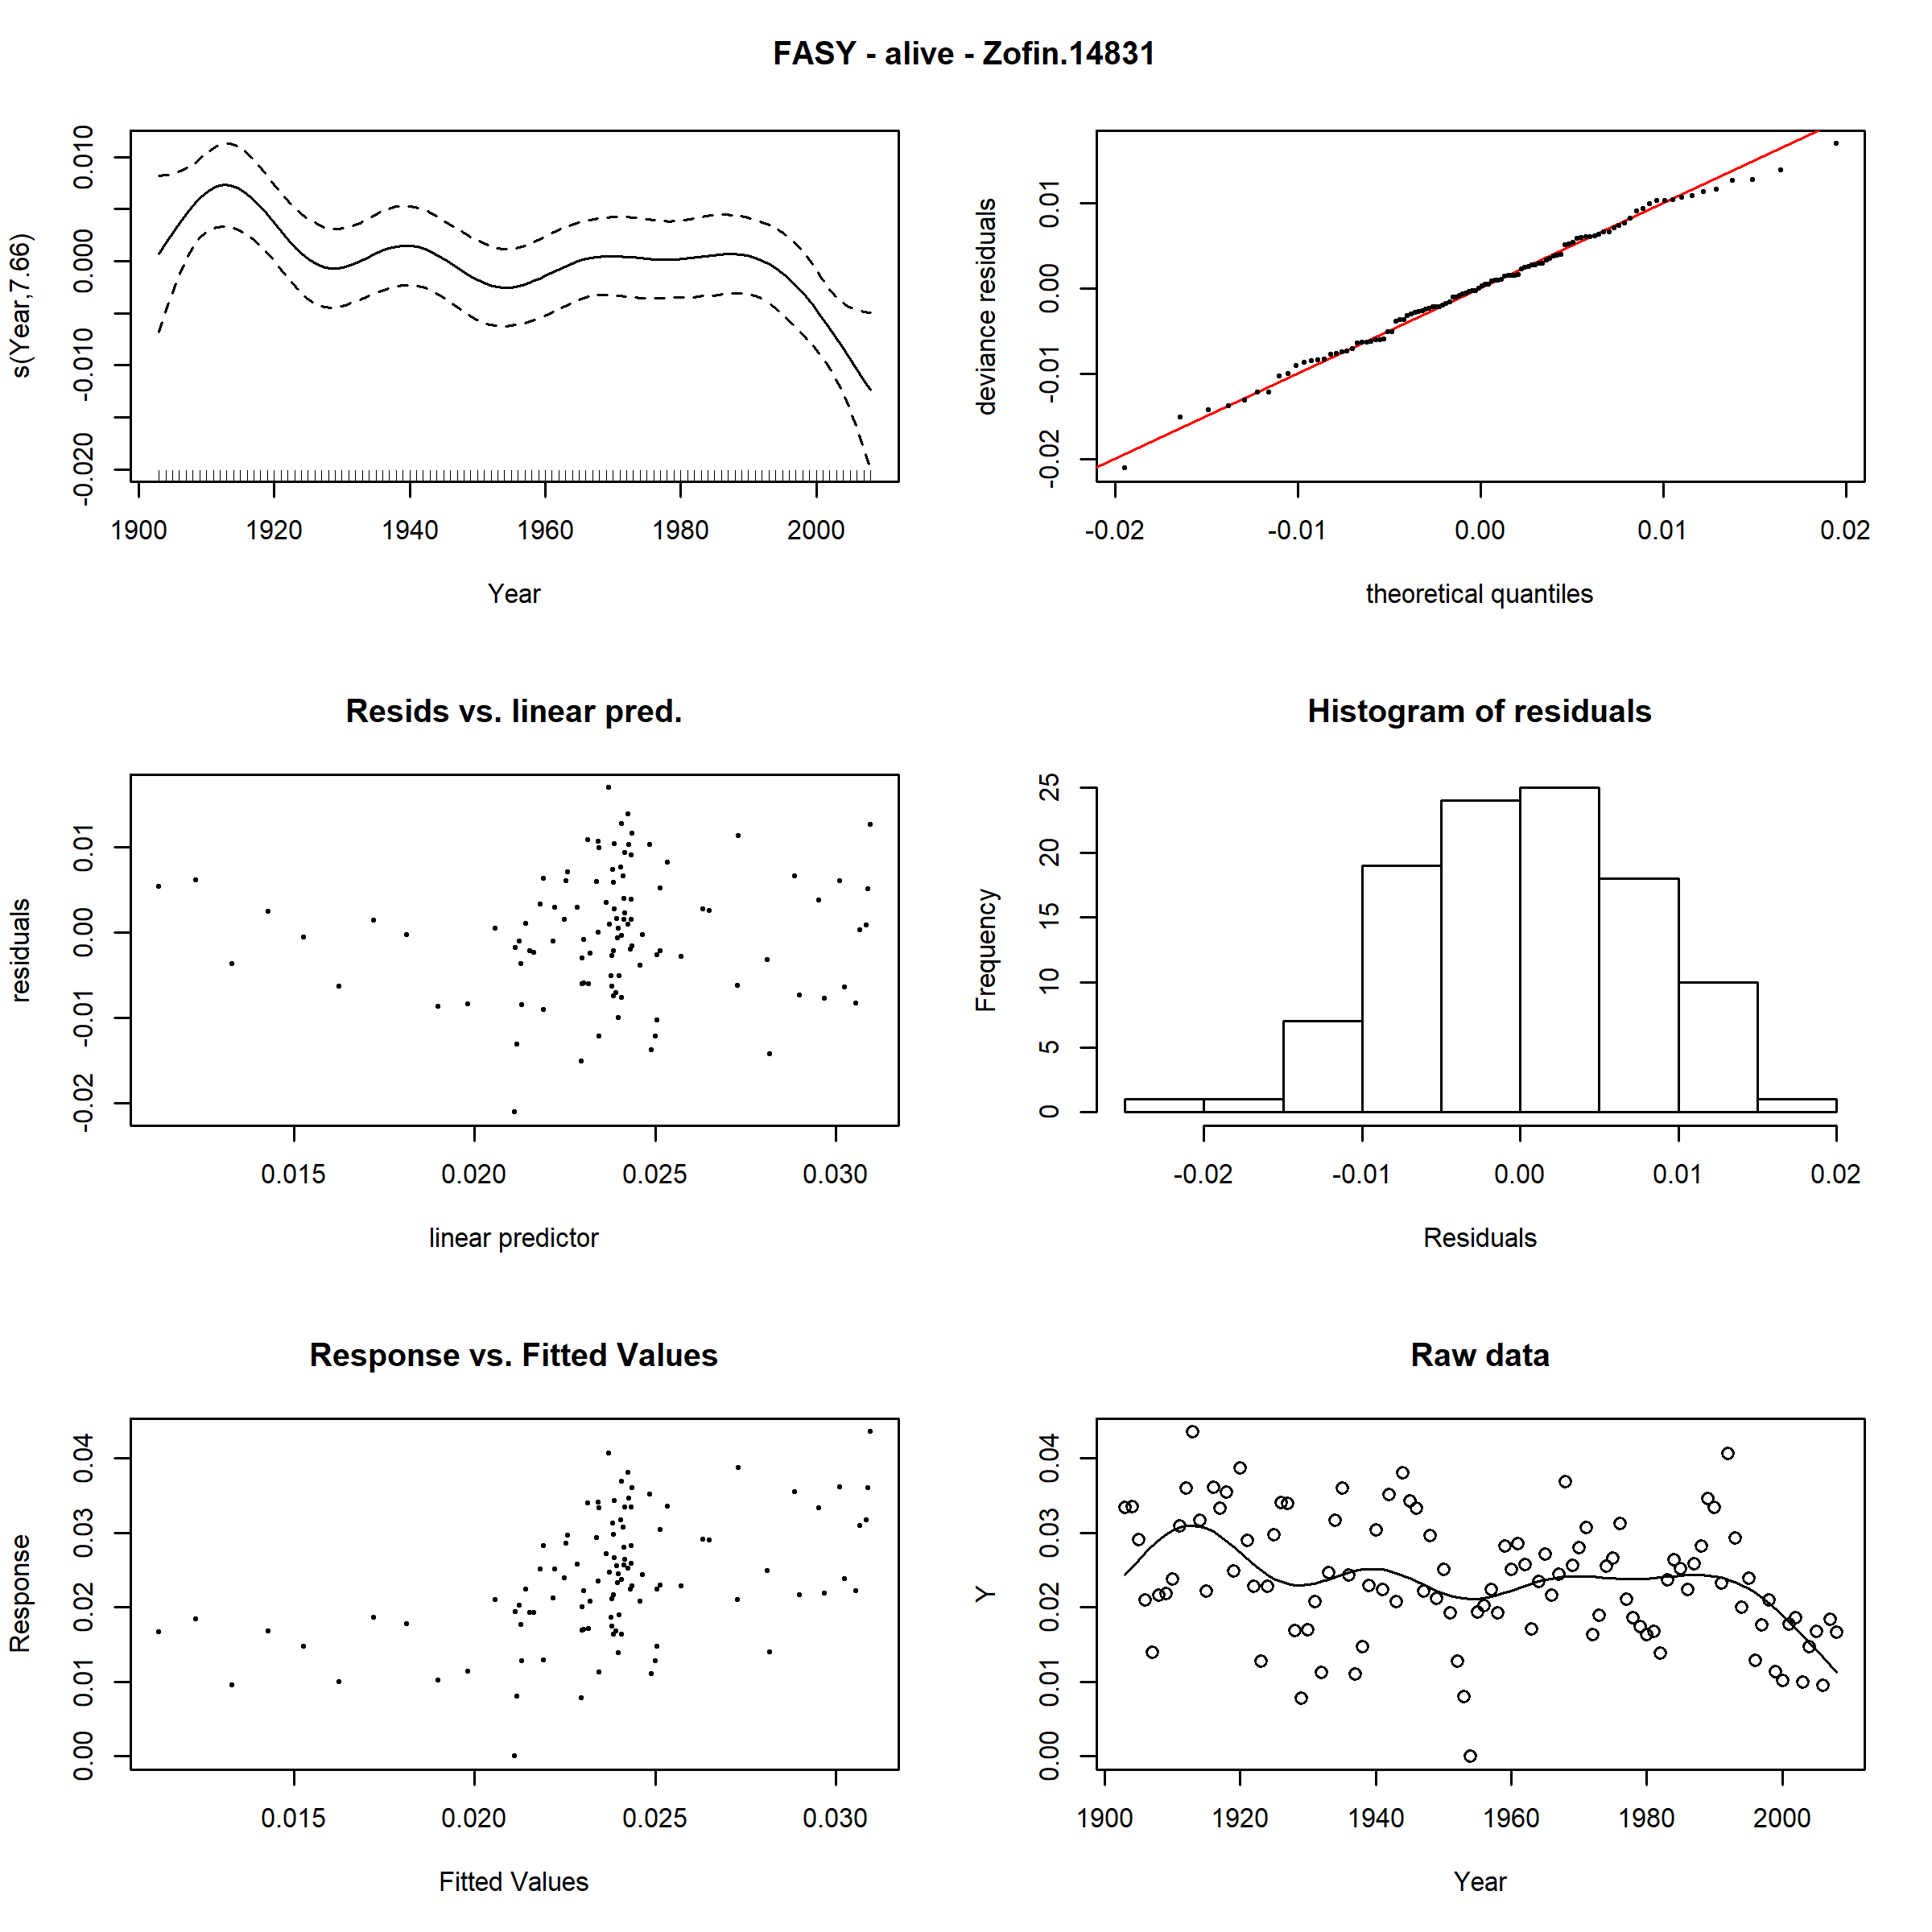 FASY - alive - Zofin.14831
s(Year,7.66)
0.010
0.000
-0.010
-0.020
1900 1920 1940 1960 1980 2000
Year
deviance residuals
0.01
0.00
-0.01
-0.02
-0.02 -0.01 0.00 0.01 0.02
theoretical quantiles
Resids vs. linear pred.
residuals
0.01
0.00
-0.01
-0.02
0.015 0.020 0.025 0.030
linear predictor
Histogram of residuals
Frequency
25
20
15
10
5
0
-0.02 -0.01 0.00 0.01 0.02
Residuals
Response vs. Fitted Values
Response
0.04
0.03
0.02
0.01
0.00
0.015 0.020 0.025 0.030
Fitted Values
Raw data
Y
0.04
0.03
0.02
0.01
0.00
1900 1920 1940 1960 1980 2000
Year